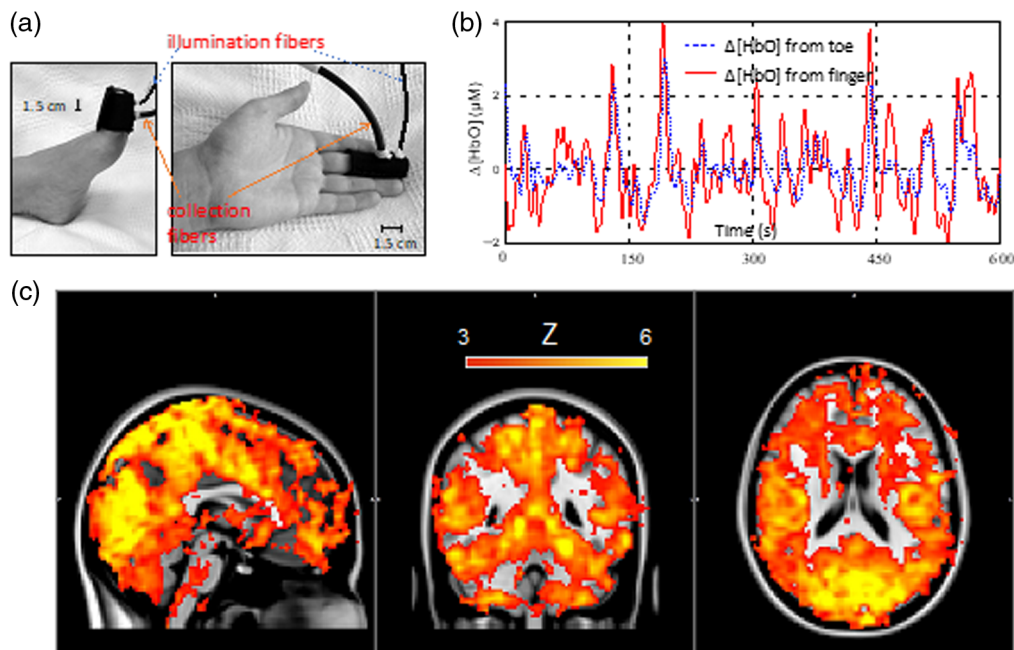 (a)
illumination fibers
1.5 cm
collection
fibers
1.5 cm
(b)
Δ[HbO] from toe
Δ[HbO] from finger
Δ[HbO] (μM)
4
2
0
−2
Time (s)
0 150 300 450 600
(c)
Z
3 6